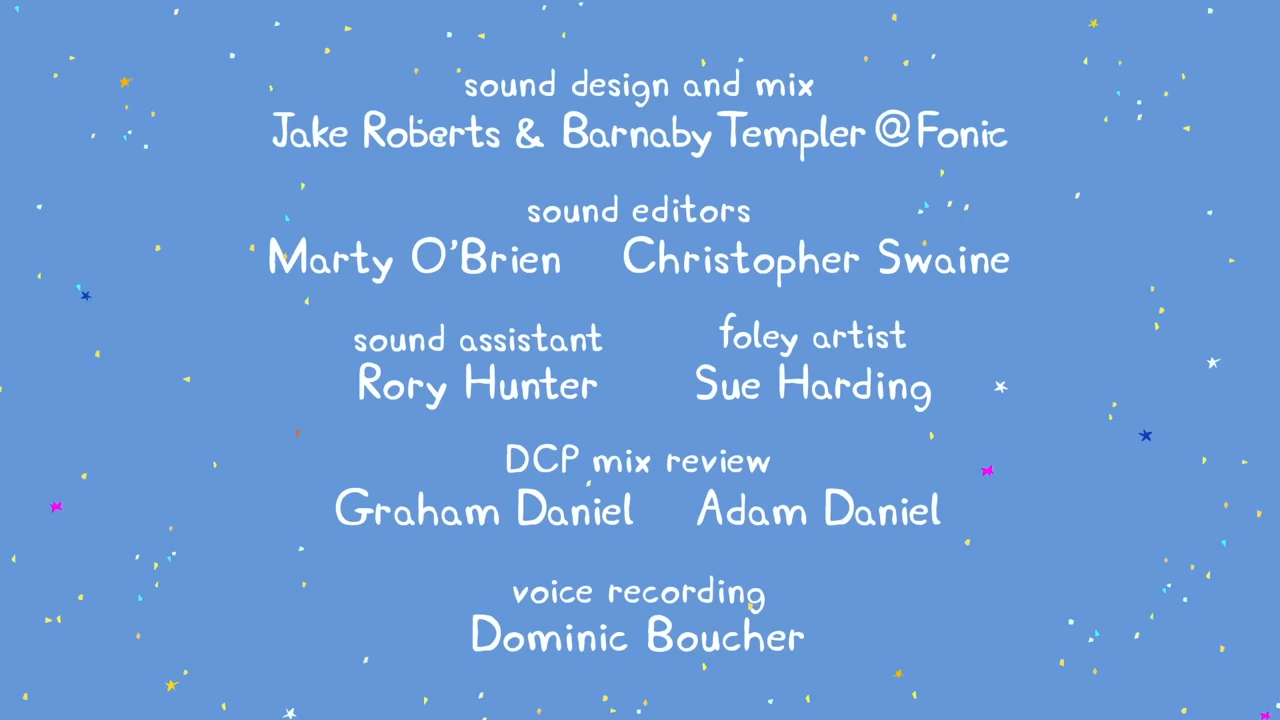 sound design and mix
Jake Roberts & Barnaby Templer @Fonic
sound editors
Marty O'Brien Christopher Swaine
sound assistant foley artist
Rory Hunter Sue Harding
DCP mix review
Graham Daniel Adam Daniel
voice recording
Dominic Boucher